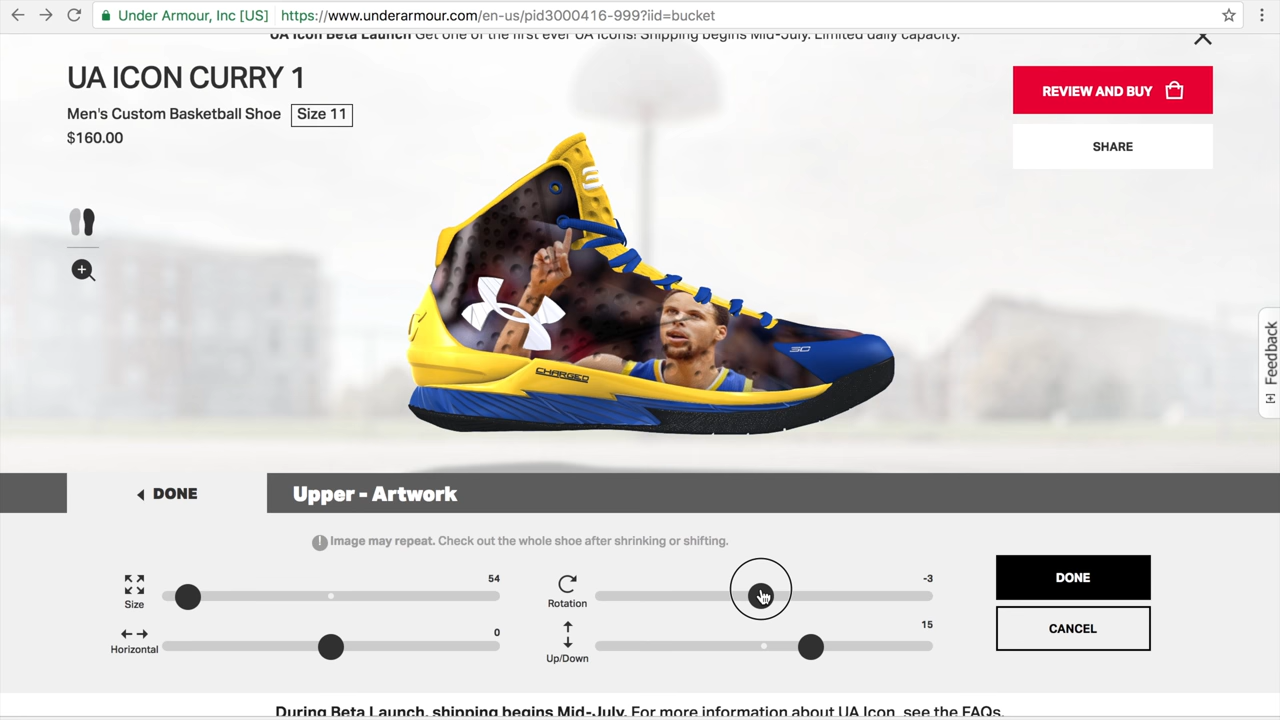 Under Armour, Inc [US] https://www.underarmour.com/en-us/pid3000416-999?iid=bucket
UA Icon Beta Launch Get one of the first ever UA Icons! Shipping begins Mid-July. Limited daily capacity.
UA ICON CURRY 1
Men's Custom Basketball Shoe Size 11
$160.00
REVIEW AND BUY
SHARE
CHARGED
30
[+] Feedback
DONE
Upper - Artwork
Image may repeat. Check out the whole shoe after shrinking or shifting.
Size 54
Rotation -3
DONE
Horizontal 0
Up/Down 15
CANCEL
During Beta Launch, shipping begins Mid-July. For more information about UA Icon, see the FAQs.